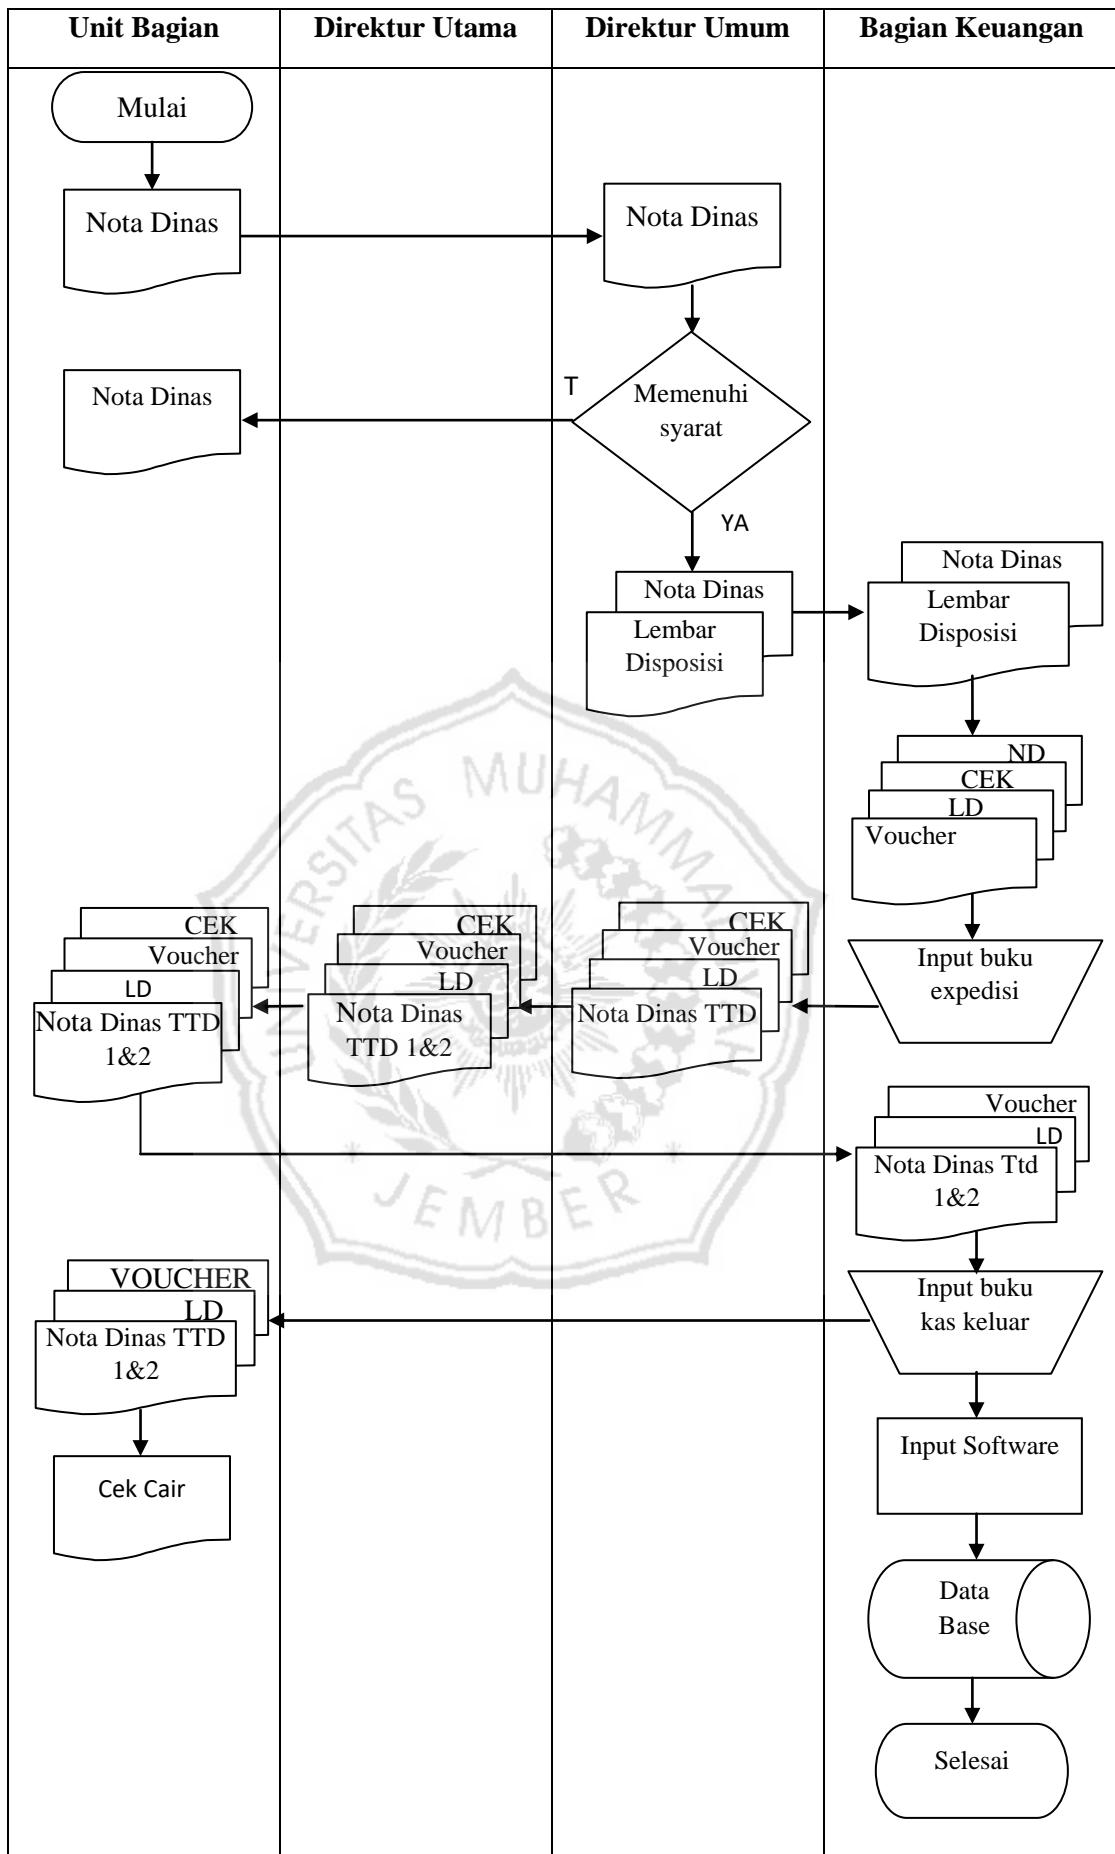 Unit Bagian
Direktur Utama
Direktur Umum
Bagian Keuangan
Mulai
Nota Dinas
Nota Dinas
Nota Dinas
T
Memenuhi
syarat
YA
Nota Dinas
Lembar
Disposisi
Nota Dinas
Lembar
Disposisi
ND
CEK
LD
Voucher
Input buku
expedisi
CEK
Voucher
LD
Nota Dinas TTD
CEK
Voucher
LD
Nota Dinas
TTD 1&2
CEK
Voucher
LD
Nota Dinas TTD
1&2
Voucher
LD
Nota Dinas Ttd
1&2
Input buku
kas keluar
VOUCHER
LD
Nota Dinas TTD
1&2
Cek Cair
Input Software
Data
Base
Selesai
UNIVERSITAS MUHAMMADIYAH
* JEMBER *